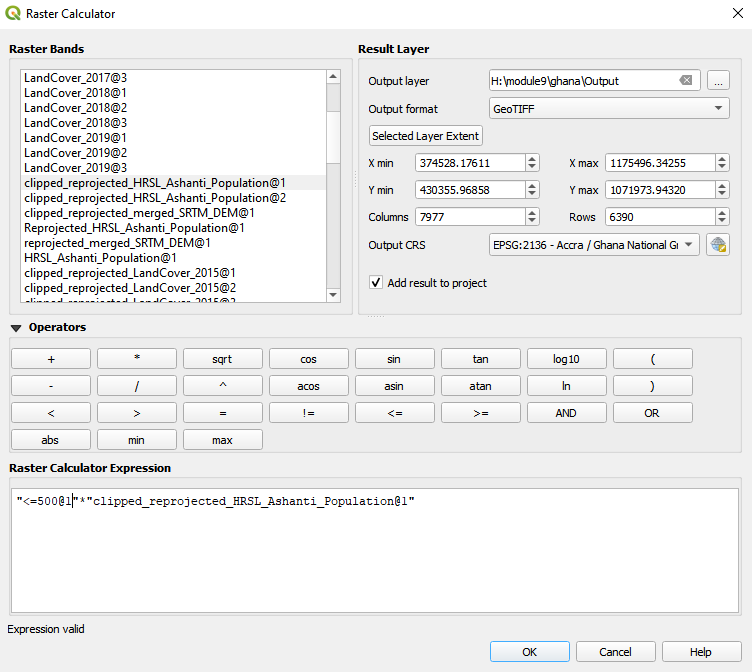 Raster Calculator
Raster Bands
LandCover_2017@3
LandCover_2018@1
LandCover_2018@2
LandCover_2018@3
LandCover_2019@1
LandCover_2019@2
LandCover_2019@3
clipped_reprojected_HRSL_Ashanti_Population@1
clipped_reprojected_HRSL_Ashanti_Population@2
clipped_reprojected_merged_SRTM_DEM@1
Reprojected_HRSL_Ashanti_Population@1
reprojected_merged_SRTM_DEM@1
HRSL_Ashanti_Population@1
clipped_reprojected_LandCover_2015@1
clipped_reprojected_LandCover_2015@2
clipped_reprojected_LandCover_2015@3
Result Layer
Output layer H:\module9\ghana\Output ...
Output format GeoTIFF
Selected Layer Extent
X min 374528.17611 X max 1175496.34255
Y min 430355.96858 Y max 1071973.94320
Columns 7977 Rows 6390
Output CRS EPSG:2136 - Accra / Ghana National Gr
Add result to project
Operators
+ * sqrt cos sin tan log10 (
- / ^ acos asin atan ln )
< > = != <= >= AND OR
abs min max
Raster Calculator Expression
"<=500@1"*"clipped_reprojected_HRSL_Ashanti_Population@1"
Expression valid
OK Cancel Help